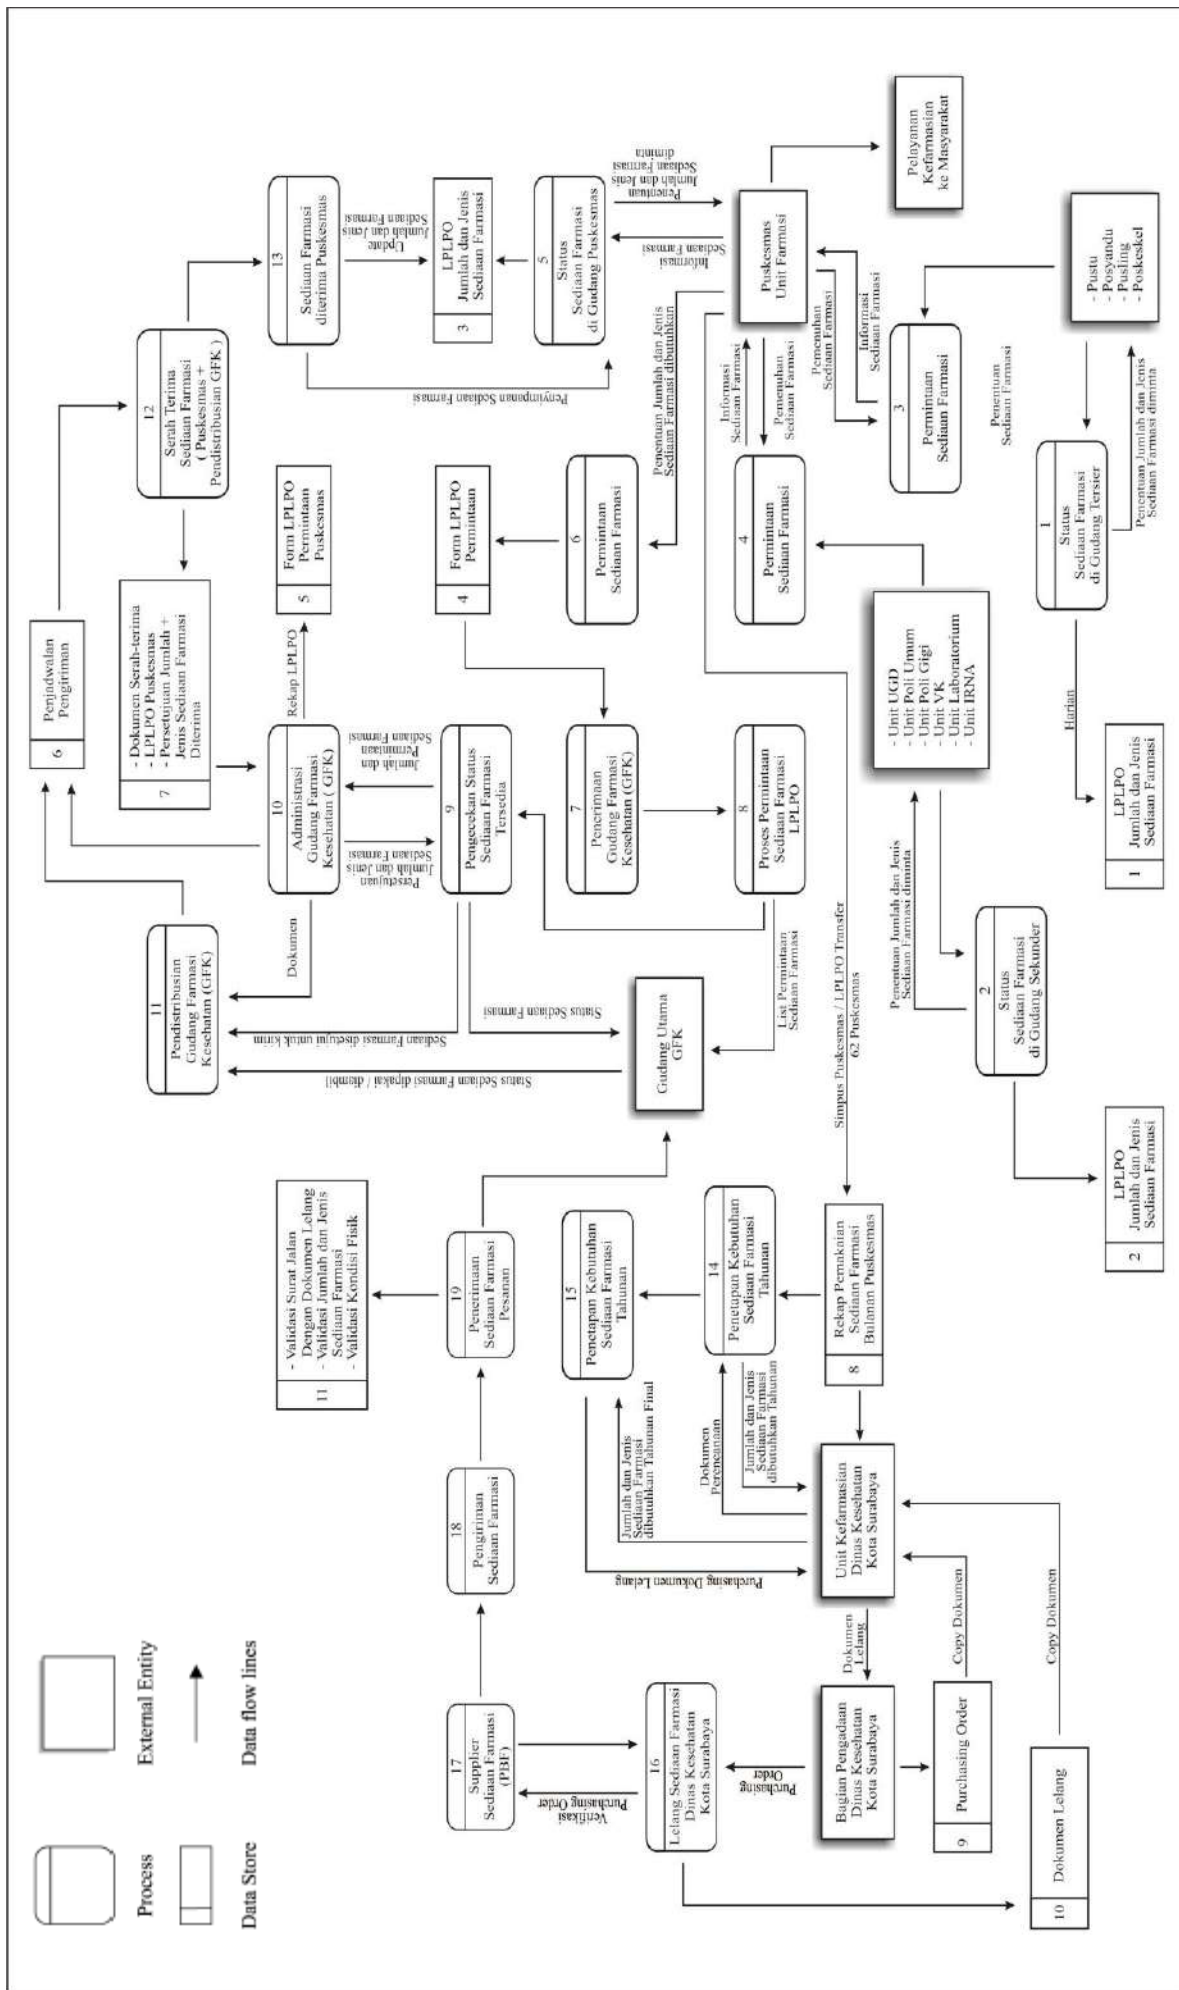 Process
Data Store
External Entity
Data flow lines
17
Supplier
Sediaan Farmasi
(PBF)
18
Pengiriman
Sediaan Farmasi
19
Penerimaan
Sediaan Farmasi
Pesanan
11
- Validasi Surat Jalan
Dengan Dokumen Lelang
- Validasi Jumlah dan Jenis
Sediaan Farmasi
- Validasi Kondisi Fisik
Verifikasi
Purchasing Order
16
Lelang Sediaan Farmasi
Dinas Kesehatan
Kota Surabaya
Purchasing
Order
Bagian Pengadaan
Dinas Kesehatan
Kota Surabaya
9
Purchasing Order
10
Dokumen Lelang
Copy Dokumen
Copy Dokumen
Dokumen
Lelang
Unit Kefarmasian
Dinas Kesehatan
Kota Surabaya
Purchasing Dokumen Lelang
Jumlah dan Jenis
Sediaan Farmasi
dibutuhkan Tahunan Final
Dokumen
Perencanaan
Jumlah dan Jenis
Sediaan Farmasi
dibutuhkan Tahunan
15
Penetapan Kebutuhan
Sediaan Farmasi
Tahunan
14
Penetapun Kebutuhan
Sediaan Farmasi
Tahunan
8
Rekap Pemakaian
Sediaan Farmasi
Bulanan Puskesmas
Simpus Puskesmas / LPLPO Transfer
62 Puskesmas
Gudang Utama
GFK
Status Sediaan Farmasi / dipakai / diambil
Sediaan Farmasi disetujui untuk kirim
Status Sediaan Farmasi
List Permintaan
Sediaan Farmasi
11
Pendistribusian
Gudang Farmasi
Kesehatan (GFK)
Dokumen
10
Administrasi
Gudang Farmasi
Kesehatan ( GFK)
Persetujuan
Jumlah dan Jenis
Sediaan Farmasi
Jumlah dan
Permintaan
Sediaan Farmasi
9
Pengecekan Status
Sediaan Farmasi
Tersedia
7
Penerimaan
Gudang Farmasi
Kesehatan (GFK)
8
Proses Permintaan
Sediaan Farmasi
LPLPO
6
Penjadwalan
Pengiriman
7
- Dokumen Serah-terima
- LPLPO Puskesmas
- Persetujuan Jumlah +
Jenis Sediaan Farmasi
Diterima
Rekap LPLPO
5
Form LPLPO
Permintaan
Puskesmas
4
Form LPLPO
Permintaan
6
Permintaan
Sediaan Farmasi
4
Permintaan
Sediaan Farmasi
12
Serah Terima
Sediaan Farmasi
( Puskesmas +
Pendistribusian GFK )
13
Sediaan Farmasi
diterima Puskesmas
Update
Jumlah dan Jenis
Sediaan Farmasi
3
LPLPO
Jumlah dan Jenis
Sediaan Farmasi
5
Status
Sediaan Farmasi
di Gudang Puskesmas
Penyimpanan Sediaan Farmasi
Penentuan
Jumlah dan Jenis
Sediaan Farmasi
diminta
Informasi
Sediaan Farmasi
Penentuan Jumlah dan Jenis
Sediaan Farmasi dibutuhkan
Informasi
Sediaan Farmasi
Pemenuhan
Sediaan Farmasi
Puskesmas
Unit Farmasi
Pelayanan
Kefarmasian
ke Masyarakat
Pemenuhan
Sediaan Farmasi
Informasi
Sediaan Farmasi
3
Permintaan
Sediaan Farmasi
- Pustu
- Posyandu
- Pusling
- Poskeskel
Penentuan
Sediaan Farmasi
Penentuan Jumlah dan Jenis
Sediaan Farmasi diminta
1
Status
Sediaan Farmasi
di Gudang Tersier
Harian
1
LPLPO
Jumlah dan Jenis
Sediaan Farmasi
- Unit UGD
- Unit Poli Umum
- Unit Poli Gigi
- Unit VK
- Unit Laboratorium
- Unit IRNA
Penentuan Jumlah dan Jenis
Sediaan Farmasi diminta
2
Status
Sediaan Farmasi
di Gudang Sekunder
2
LPLPO
Jumlah dan Jenis
Sediaan Farmasi